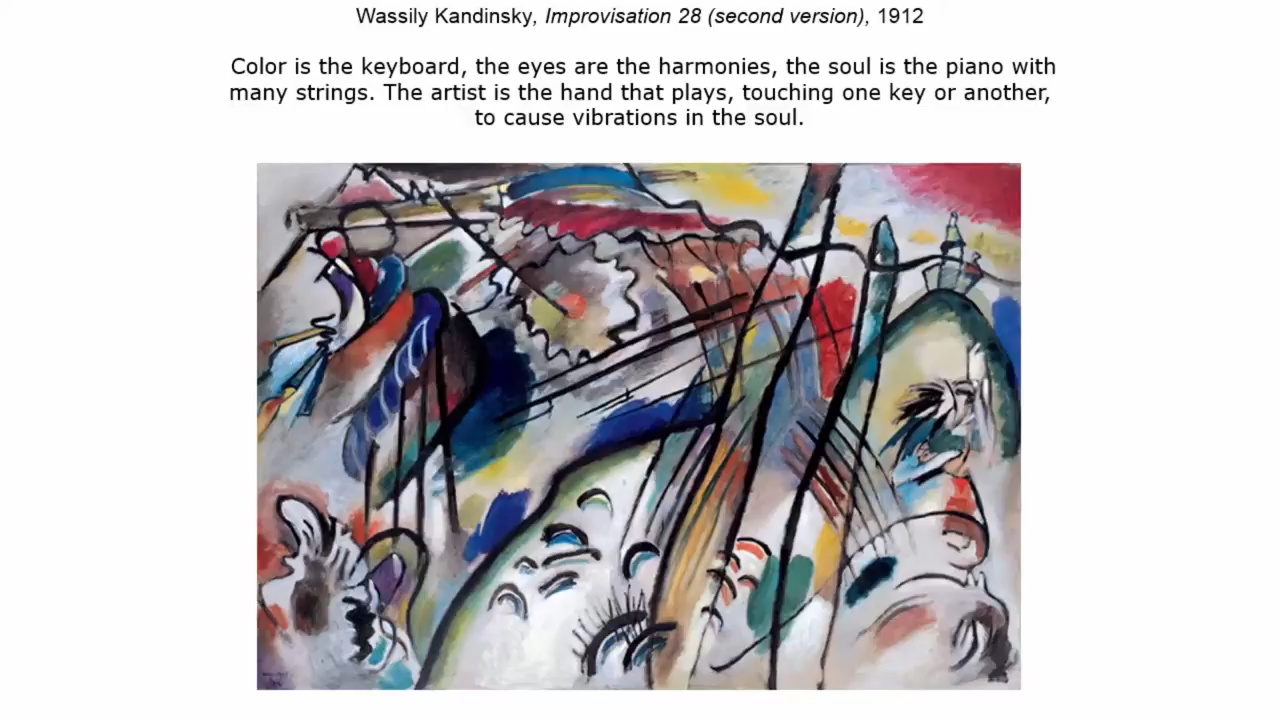 Wassily Kandinsky, Improvisation 28 (second version), 1912
Color is the keyboard, the eyes are the harmonies, the soul is the piano with
many strings. The artist is the hand that plays, touching one key or another,
to cause vibrations in the soul.